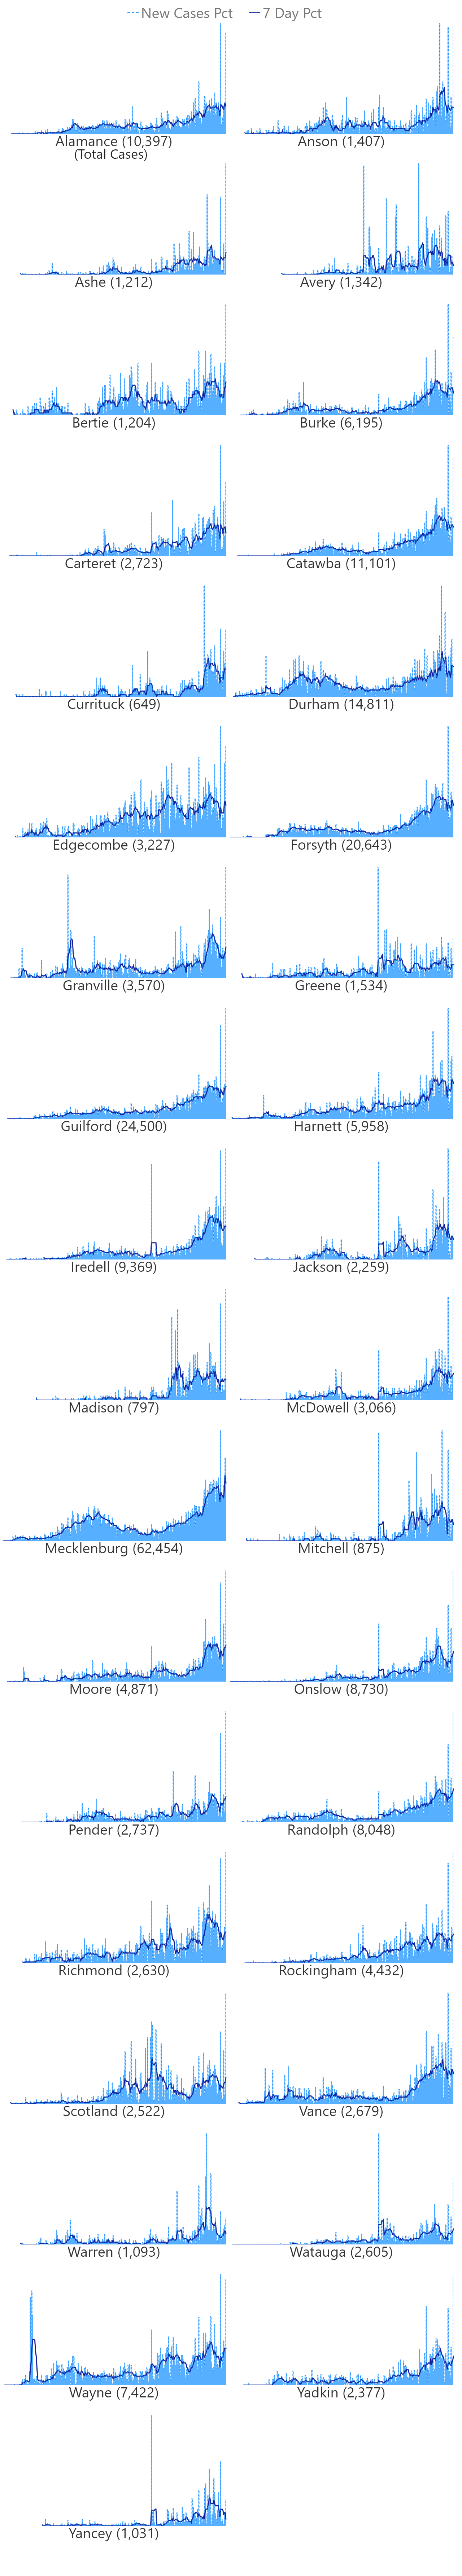 New Cases Pct 7 Day Pct
Alamance (10,397) Anson (1,407)
(Total Cases)
Ashe (1,212) Avery (1,342)
Bertie (1,204) Burke (6,195)
Carteret (2,723) Catawba (11,101)
Currituck (649) Durham (14,811)
Edgecombe (3,227) Forsyth (20,643)
Granville (3,570) Greene (1,534)
Guilford (24,500) Harnett (5,958)
Iredell (9,369) Jackson (2,259)
Madison (797) McDowell (3,066)
Mecklenburg (62,454) Mitchell (875)
Moore (4,871) Onslow (8,730)
Pender (2,737) Randolph (8,048)
Richmond (2,630) Rockingham (4,432)
Scotland (2,522) Vance (2,679)
Warren (1,093) Watauga (2,605)
Wayne (7,422) Yadkin (2,377)
Yancey (1,031)